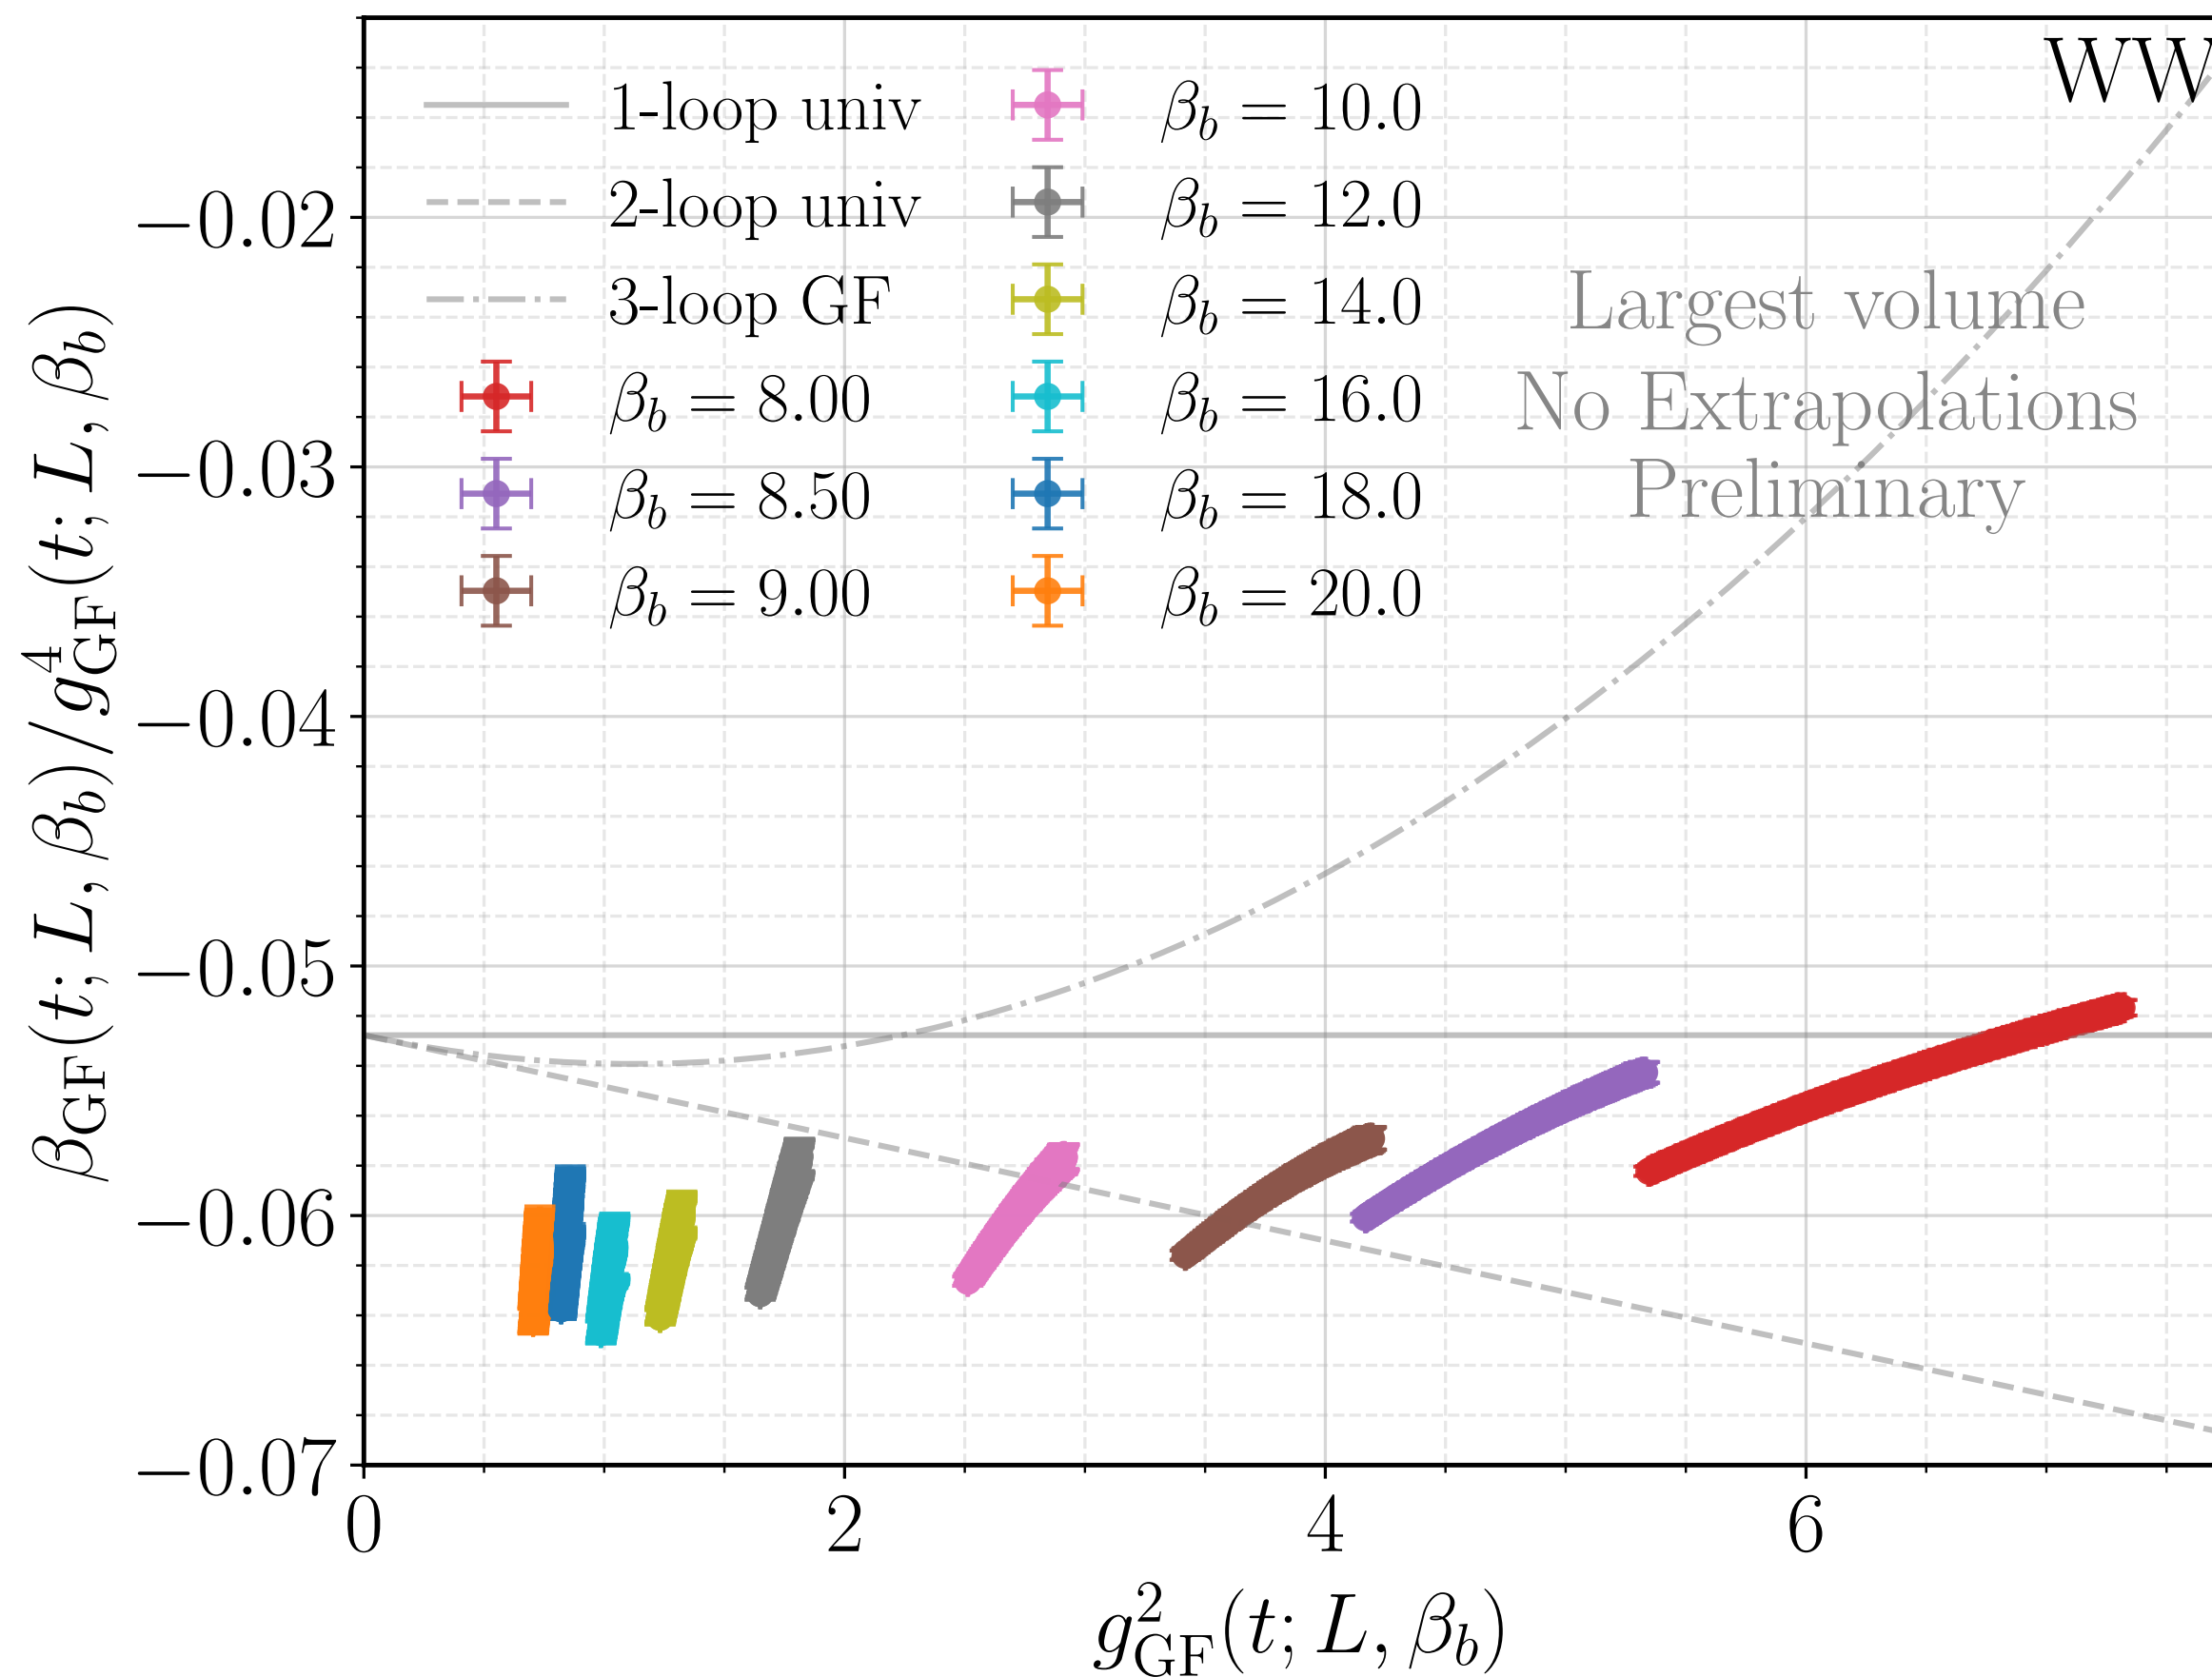 WW
1-loop univ
2-loop univ
3-loop GF
β_b = 8.00
β_b = 8.50
β_b = 9.00
β_b = 10.0
β_b = 12.0
β_b = 14.0
β_b = 16.0
β_b = 18.0
β_b = 20.0
Largest volume
No Extrapolations
Preliminary
−0.02
−0.03
−0.04
−0.05
−0.06
−0.07
β_GF(t; L, β_b)/g^4_GF(t; L, β_b)
0 2 4 6
g^2_GF(t; L, β_b)